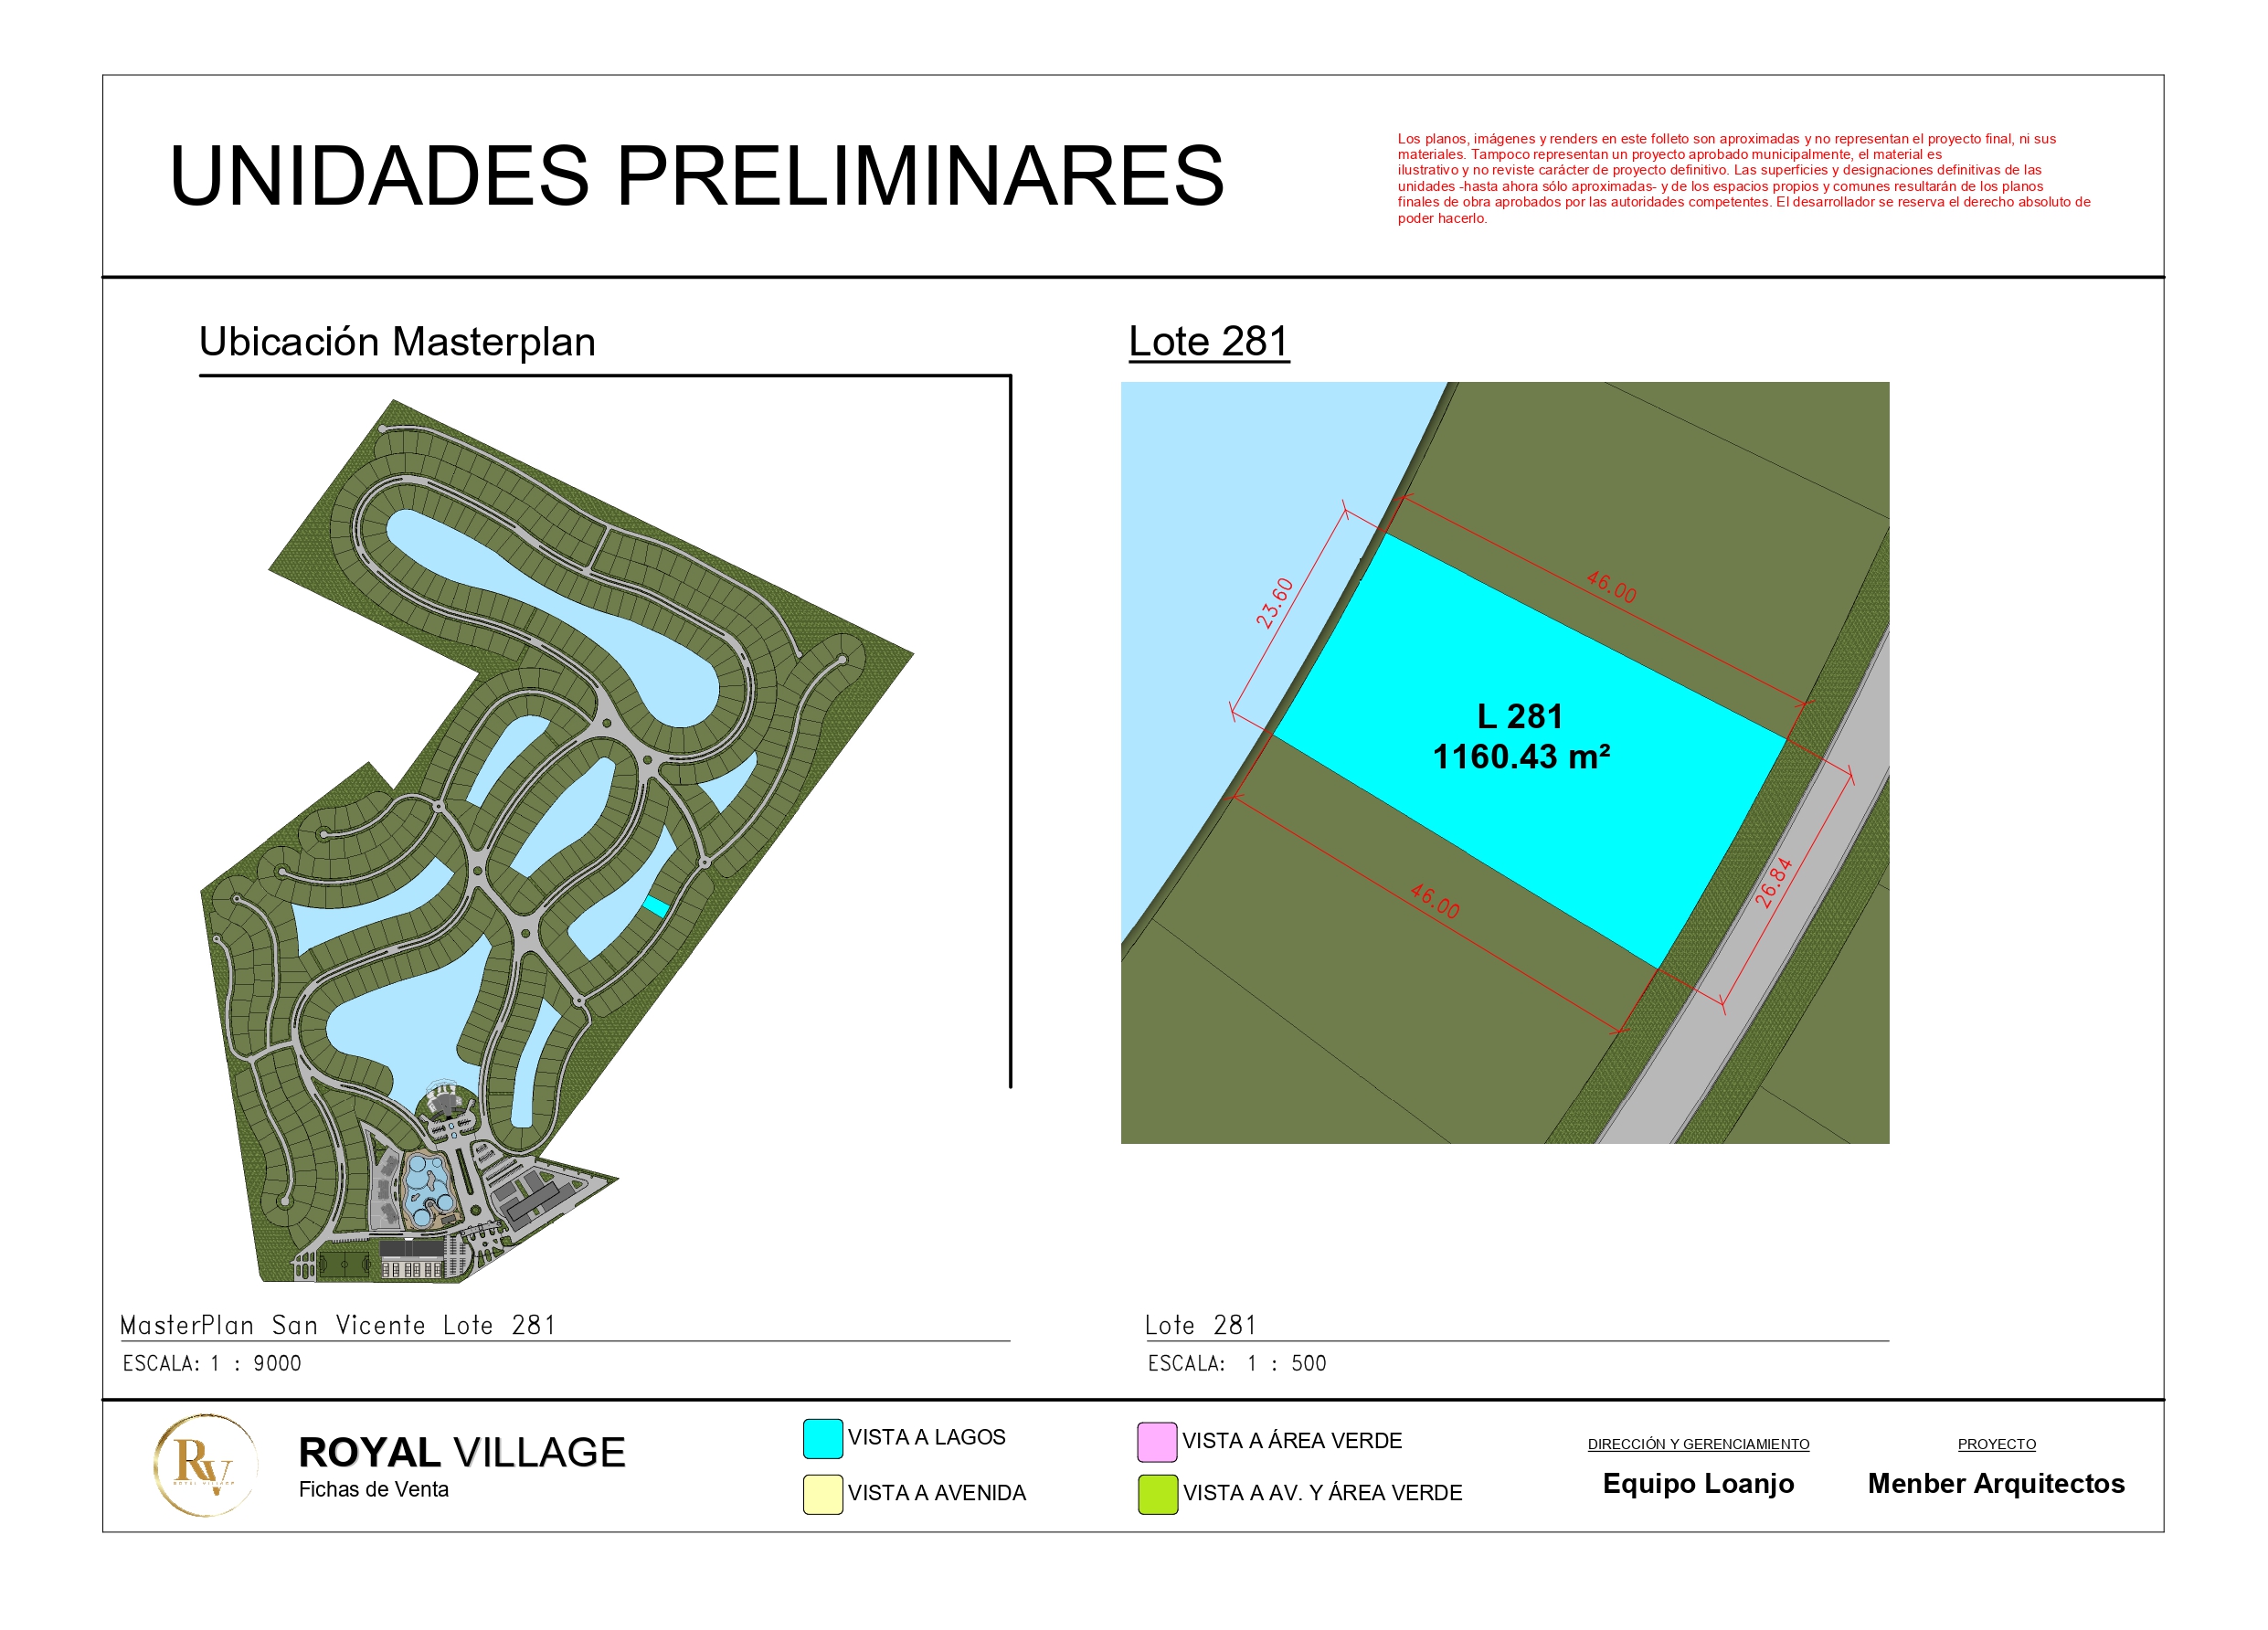 UNIDADES PRELIMINARES
Los planos, imágenes y renders en este folleto son aproximadas y no representan el proyecto final, ni sus
materiales. Tampoco representan un proyecto aprobado municipalmente, el material es
ilustrativo y no reviste carácter de proyecto definitivo. Las superficies y designaciones definitivas de las
unidades -hasta ahora sólo aproximadas- y de los espacios propios y comunes resultarán de los planos
finales de obra aprobados por las autoridades competentes. El desarrollador se reserva el derecho absoluto de
poder hacerlo.
Ubicación Masterplan
Lote 281
46.00
23.60
L 281
1160.43 m²
46.00
26.84
MasterPlan San Vicente Lote 281
ESCALA: 1 : 9000
Lote 281
ESCALA: 1 : 500
RV
ROYAL VILLAGE
ROYAL VILLAGE
Fichas de Venta
VISTA A LAGOS
VISTA A AVENIDA
VISTA A ÁREA VERDE
VISTA A AV. Y ÁREA VERDE
DIRECCIÓN Y GERENCIAMIENTO
Equipo Loanjo
PROYECTO
Menber Arquitectos